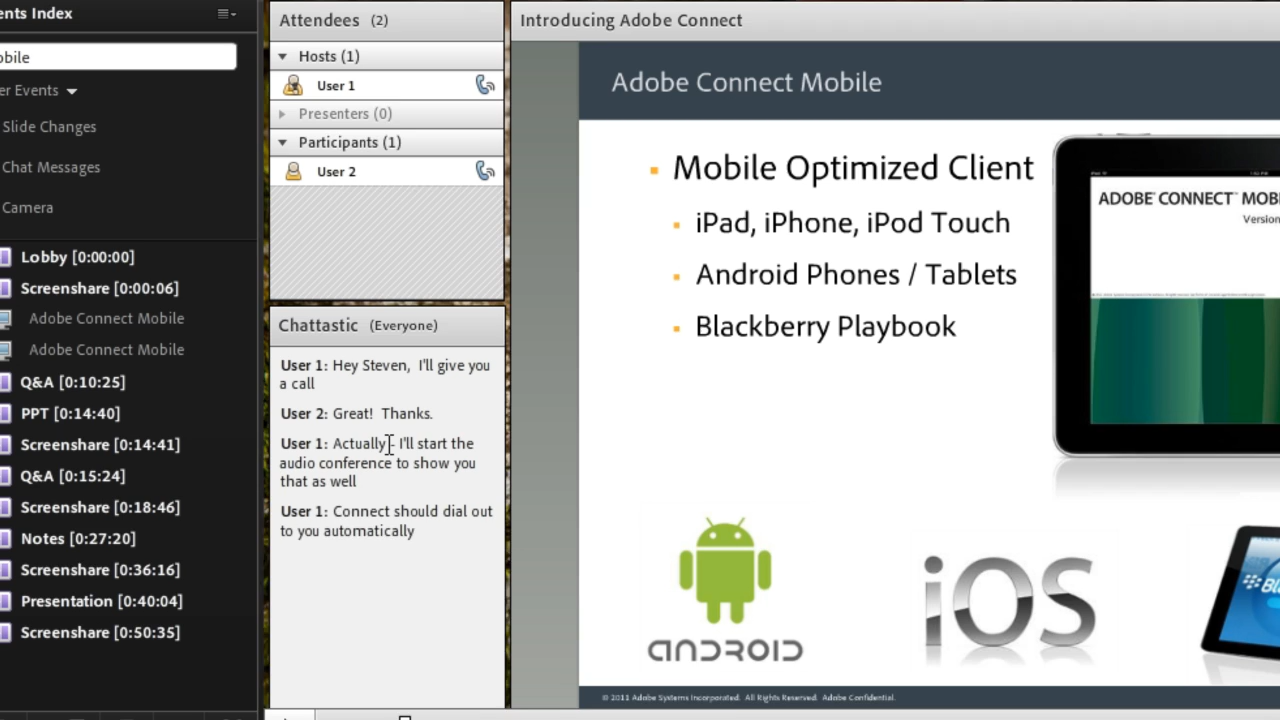 ents Index
obile
er Events
Slide Changes
Chat Messages
Camera
Lobby [0:00:00]
Screenshare [0:00:06]
Adobe Connect Mobile
Adobe Connect Mobile
Q&A [0:10:25]
PPT [0:14:40]
Screenshare [0:14:41]
Q&A [0:15:24]
Screenshare [0:18:46]
Notes [0:27:20]
Screenshare [0:36:16]
Presentation [0:40:04]
Screenshare [0:50:35]
Attendees (2)
Hosts (1)
User 1
Presenters (0)
Participants (1)
User 2
Chattastic (Everyone)
User 1: Hey Steven, I'll give you
a call
User 2: Great! Thanks.
User 1: Actually - I'll start the
audio conference to show you
that as well
User 1: Connect should dial out
to you automatically
Introducing Adobe Connect
Adobe Connect Mobile
Mobile Optimized Client
iPad, iPhone, iPod Touch
Android Phones / Tablets
Blackberry Playbook
ADOBE® CONNECT™ MOB
Version
ANDROID
iOS
© 2011 Adobe Systems Incorporated. All Rights Reserved. Adobe Confidential.